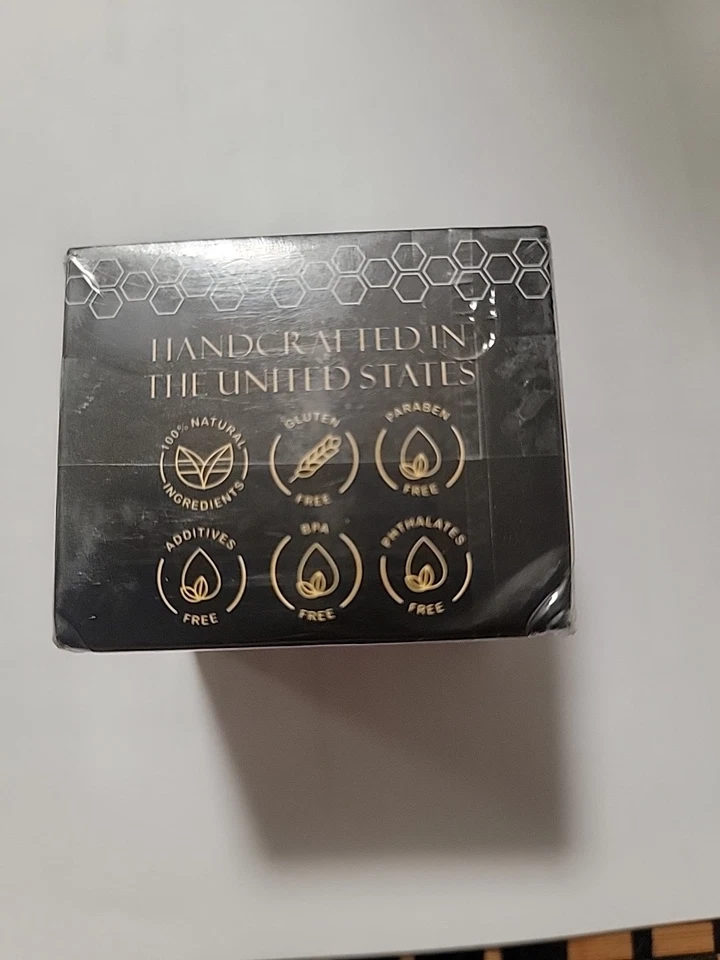 HANDCRAFTED IN
THE UNITED STATES
100% NATURAL
INGREDIENTS
GLUTEN
FREE
PARABEN
FREE
ADDITIVES
FREE
BPA
FREE
PHTHALATES
FREE